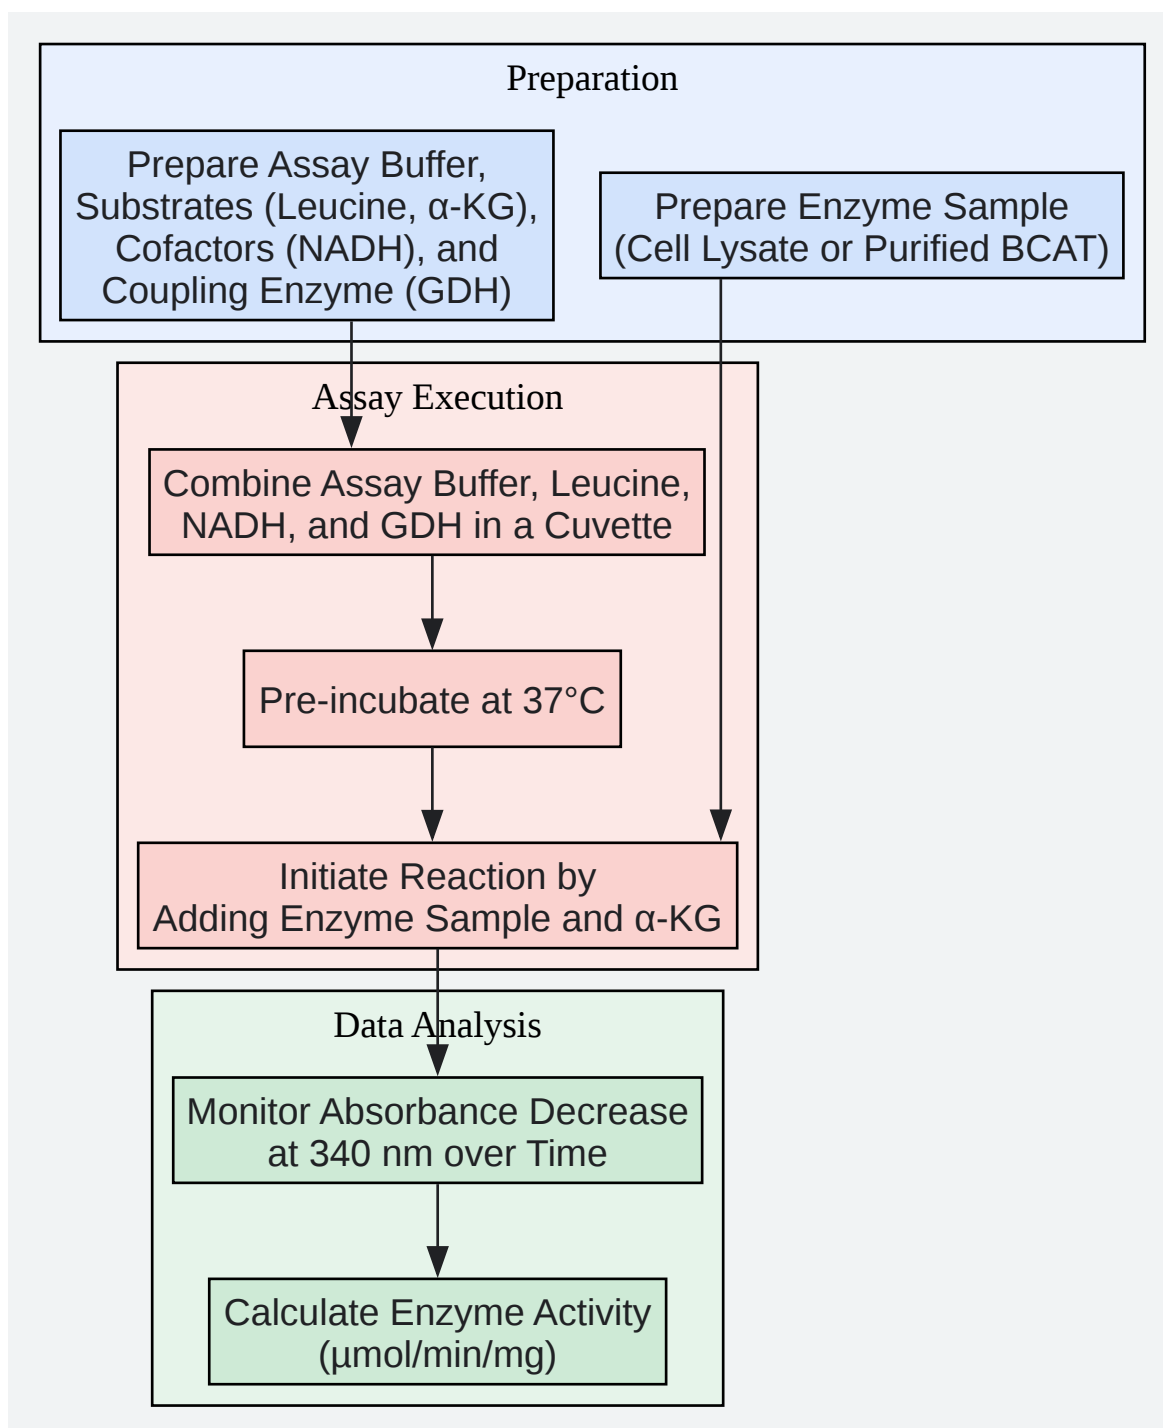 Preparation
Prepare Assay Buffer,
Substrates (Leucine, α-KG),
Cofactors (NADH), and
Coupling Enzyme (GDH)
Prepare Enzyme Sample
(Cell Lysate or Purified BCAT)
Assay Execution
Combine Assay Buffer, Leucine,
NADH, and GDH in a Cuvette
Pre-incubate at 37°C
Initiate Reaction by
Adding Enzyme Sample and α-KG
Data Analysis
Monitor Absorbance Decrease
at 340 nm over Time
Calculate Enzyme Activity
(µmol/min/mg)